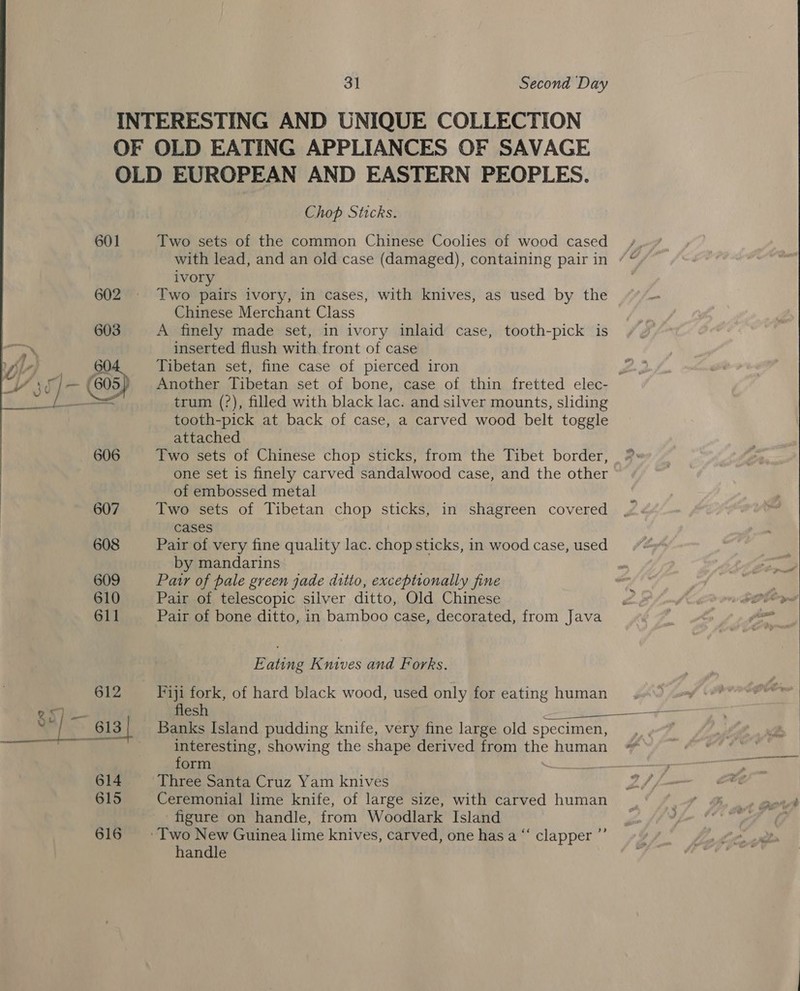 31 Second Day
INTERESTING AND UNIQUE COLLECTION
OF OLD EATING APPLIANCES OF SAVAGE
OLD EUROPEAN AND EASTERN PEOPLES.
Chop Sticks.
601 Two sets of the common Chinese Coolies of wood cased
with lead, and an old case (damaged), containing pair in
ivory
602 Two pairs ivory, in cases, with knives, as used by the
Chinese Merchant Class
603 A finely made set, in ivory inlaid case, tooth-pick is
inserted flush with front of case
604 Tibetan set, fine case of pierced iron
605 Another Tibetan set of bone, case of thin fretted elec-
trum (?), filled with black lac. and silver mounts, sliding
tooth-pick at back of case, a carved wood belt toggle
attached
606 Two sets of Chinese chop sticks, from the Tibet border,
one set is finely carved sandalwood case, and the other
of embossed metal
607 Two sets of Tibetan chop sticks, in shagreen covered
cases
608 Pair of very fine quality lac. chop sticks, in wood case, used
by mandarins
609 Pair of pale green jade ditto, exceptionally fine
610 Pair of telescopic silver ditto, Old Chinese
611 Pair of bone ditto, in bamboo case, decorated, from Java
Eating Knives and Forks.
612 Fiji fork, of hard black wood, used only for eating human
flesh
613 Banks Island pudding knife, very fine large old specimen,
interesting, showing the shape derived from the human
form
614 Three Santa Cruz Yam knives
615 Ceremonial lime knife, of large size, with carved human
figure on handle, from Woodlark Island
616 Two New Guinea lime knives, carved, one has a “ clapper ”
handle